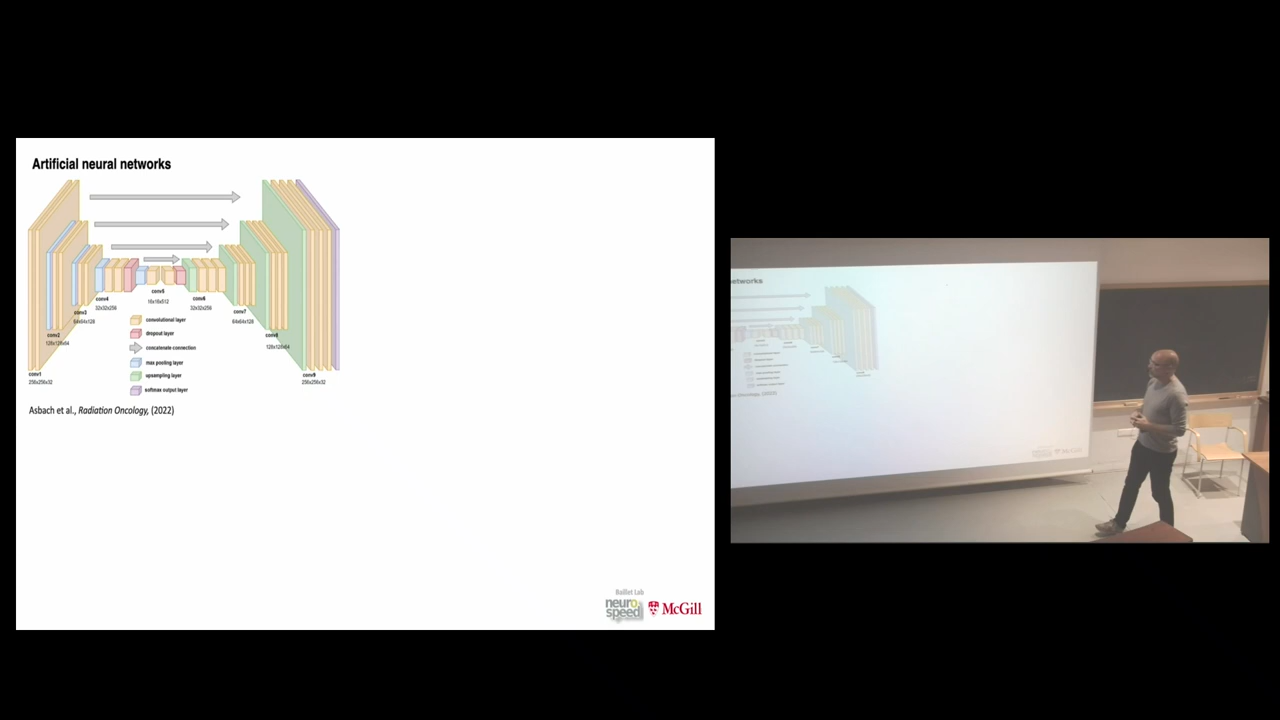 Artificial neural networks
conv1
256x256x32
conv2
128x128x64
conv3
64x64x128
conv4
32x32x256
conv5
16x16x512
conv6
32x32x256
conv7
64x64x128
conv8
128x128x64
conv9
256x256x32
convolutional layer
dropout layer
concatenate connection
max pooling layer
upsampling layer
softmax output layer
Asbach et al., Radiation Oncology, (2022)
Baillet Lab
neuro
speed
McGill
networks
McGill